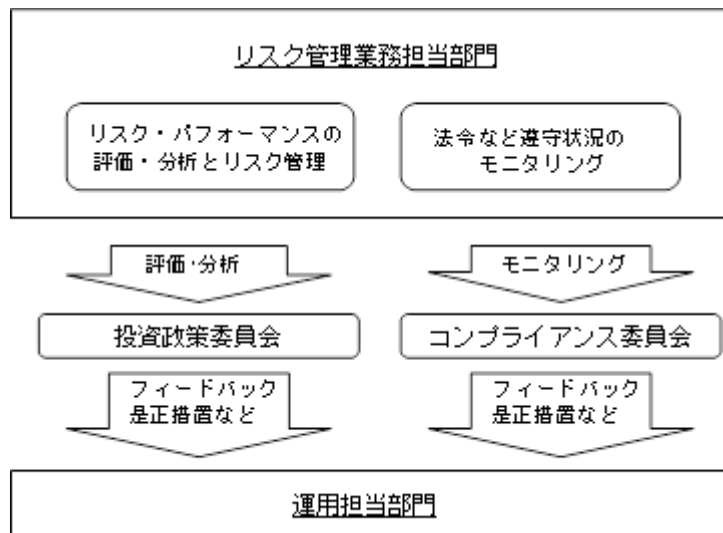 リスク管理業務担当部門
リスク・パフォーマンスの
評価・分析とリスク管理
法令など遵守状況の
モニタリング
評価･分析
モニタリング
投資政策委員会
コンプライアンス委員会
フィードバック
是正措置など
フィードバック
是正措置など
運用担当部門